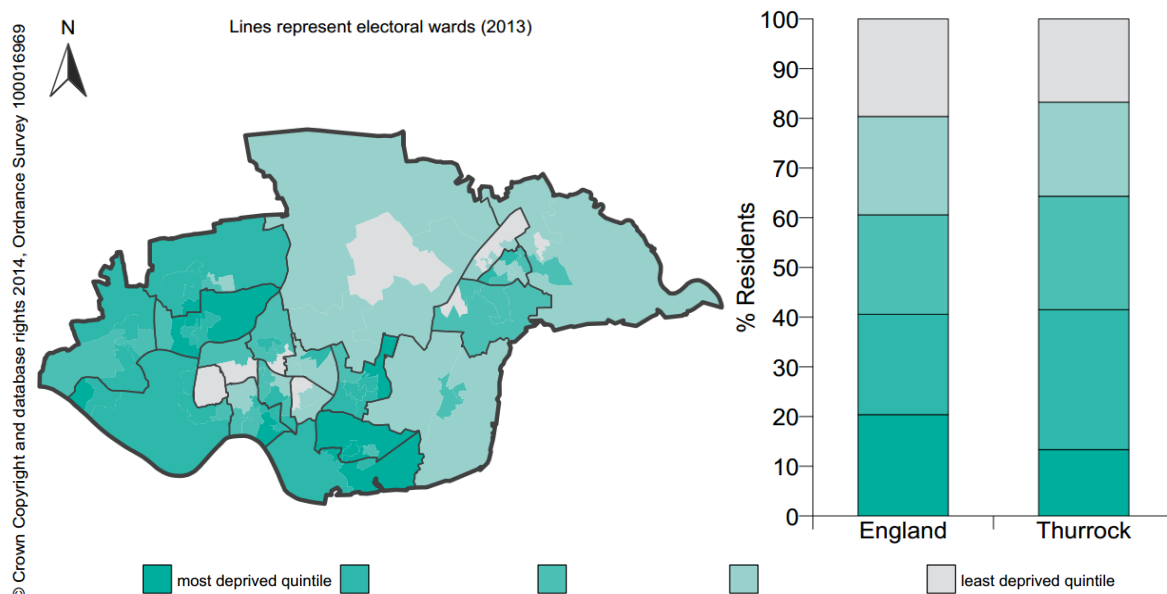 © Crown Copyright and database rights 2014, Ordnance Survey 100016969
N
Lines represent electoral wards (2013)
% Residents
100
90
80
70
60
50
40
30
20
10
0
England
Thurrock
most deprived quintile
least deprived quintile